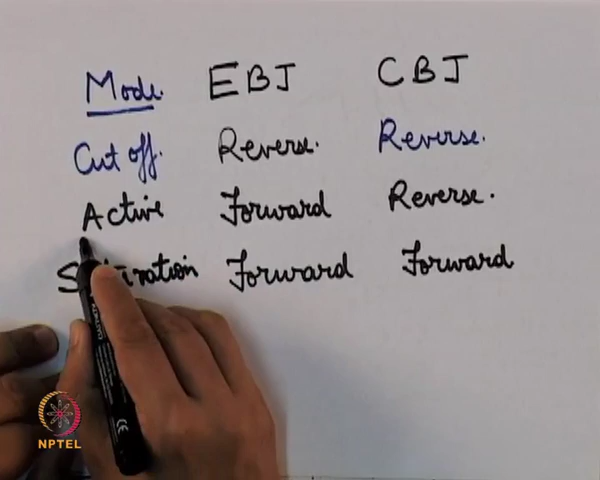 Mode. EBJ CBJ
Cut off. Reverse. Reverse.
Active Forward Reverse.
Forward Forward
NPTEL